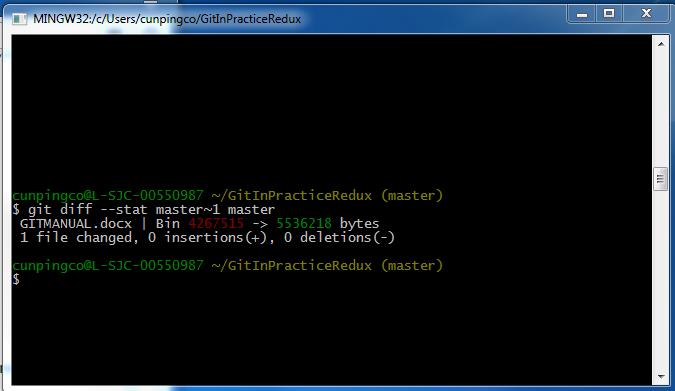 MINGW32:/c/Users/cunpingco/GitInPracticeRedux
cunpingco@L-SJC-00550987 ~/GitInPracticeRedux (master)
$ git diff --stat master~1 master
 GITMANUAL.docx | Bin 4267515 -> 5536218 bytes
 1 file changed, 0 insertions(+), 0 deletions(-)
cunpingco@L-SJC-00550987 ~/GitInPracticeRedux (master)
$